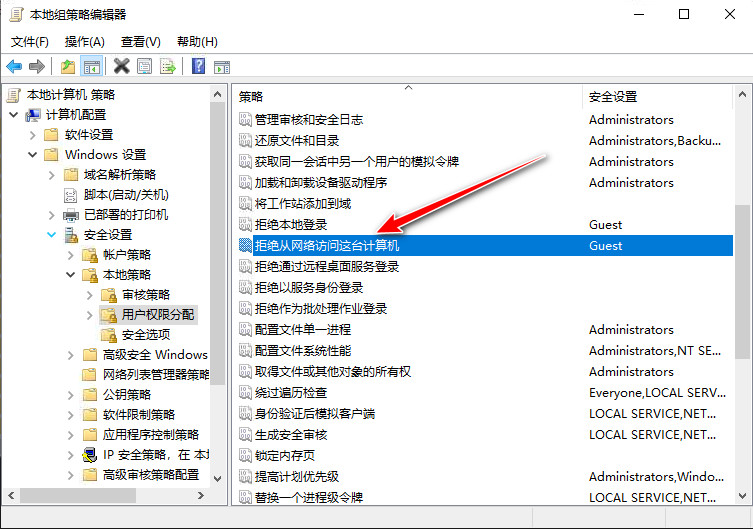 本地组策略编辑器
文件(F) 操作(A) 查看(V) 帮助(H)
本地计算机 策略
计算机配置
软件设置
Windows 设置
域名解析策略
脚本(启动/关机)
已部署的打印机
安全设置
帐户策略
本地策略
审核策略
用户权限分配
安全选项
高级安全 Windows
网络列表管理器策略
公钥策略
软件限制策略
应用程序控制策略
IP 安全策略，在 本地
高级审核策略配置
策略 安全设置
管理审核和安全日志 Administrators
还原文件和目录 Administrators,Backu...
获取同一会话中另一个用户的模拟令牌 Administrators
加载和卸载设备驱动程序 Administrators
将工作站添加到域
拒绝本地登录 Guest
拒绝从网络访问这台计算机 Guest
拒绝通过远程桌面服务登录
拒绝以服务身份登录
拒绝作为批处理作业登录
配置文件单一进程 Administrators
配置文件系统性能 Administrators,NT SE...
取得文件或其他对象的所有权 Administrators
绕过遍历检查 Everyone,LOCAL SERV...
身份验证后模拟客户端 LOCAL SERVICE,NET...
生成安全审核 LOCAL SERVICE,NET...
锁定内存页
提高计划优先级 Administrators,Windo...
替换一个进程级令牌 LOCAL SERVICE,NET...